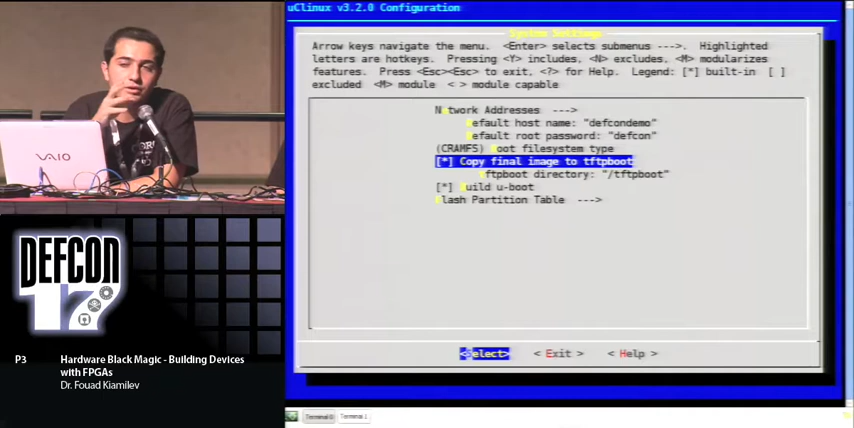 uClinux v3.2.0 Configuration
System Settings
Arrow keys navigate the menu. <Enter> selects submenus --->. Highlighted
letters are hotkeys. Pressing <Y> includes, <N> excludes, <M> modularizes
features. Press <Esc><Esc> to exit, <?> for Help. Legend: [*] built-in [ ]
excluded <M> module < > module capable
Network Addresses --->
Default host name: "defcondemo"
Default root password: "defcon"
(CRAMFS) Root filesystem type
[*] Copy final image to tftpboot
tftpboot directory: "/tftpboot"
[*] Build u-boot
Flash Partition Table --->
<Select> < Exit > < Help >
Terminal 0 Terminal 1
VAIO
DEFCON
17
P3 Hardware Black Magic - Building Devices
with FPGAs
Dr. Fouad Kiamilev